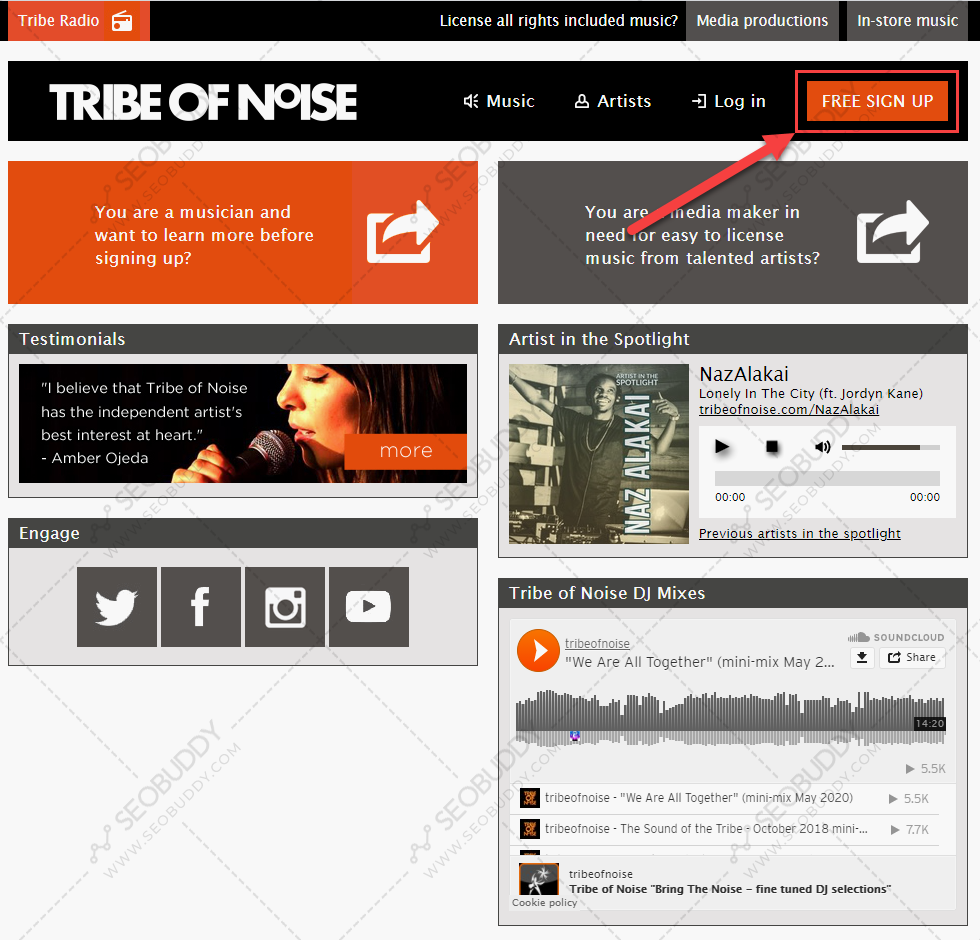 Tribe Radio
License all rights included music?
Media productions
In-store music
TRIBE OF NOISE
Music
Artists
Log in
FREE SIGN UP
You are a musician and
want to learn more before
signing up?
You are media maker in
need for easy to license
music from talented artists?
Testimonials
"I believe that Tribe of Noise
has the independent artist's
best interest at heart."
- Amber Ojeda
more
Engage
Artist in the Spotlight
ARTIST IN THE
SPOTLIGHT
NAZ ALAKAI
NazAlakai
Lonely In The City (ft. Jordyn Kane)
tribeofnoise.com/NazAlakai
00:00
00:00
Previous artists in the spotlight
Tribe of Noise DJ Mixes
tribeofnoise
"We Are All Together" (mini-mix May 2...
SOUNDCLOUD
Share
14:20
5.5K
tribeofnoise - "We Are All Together" (mini-mix May 2020)
5.5K
tribeofnoise - The Sound of the Tribe - October 2018 mini-...
7.7K
tribeofnoise
Tribe of Noise "Bring The Noise - fine tuned DJ selections"
Cookie policy
SEOBUDDY
WWW.SEOBUDDY.COM